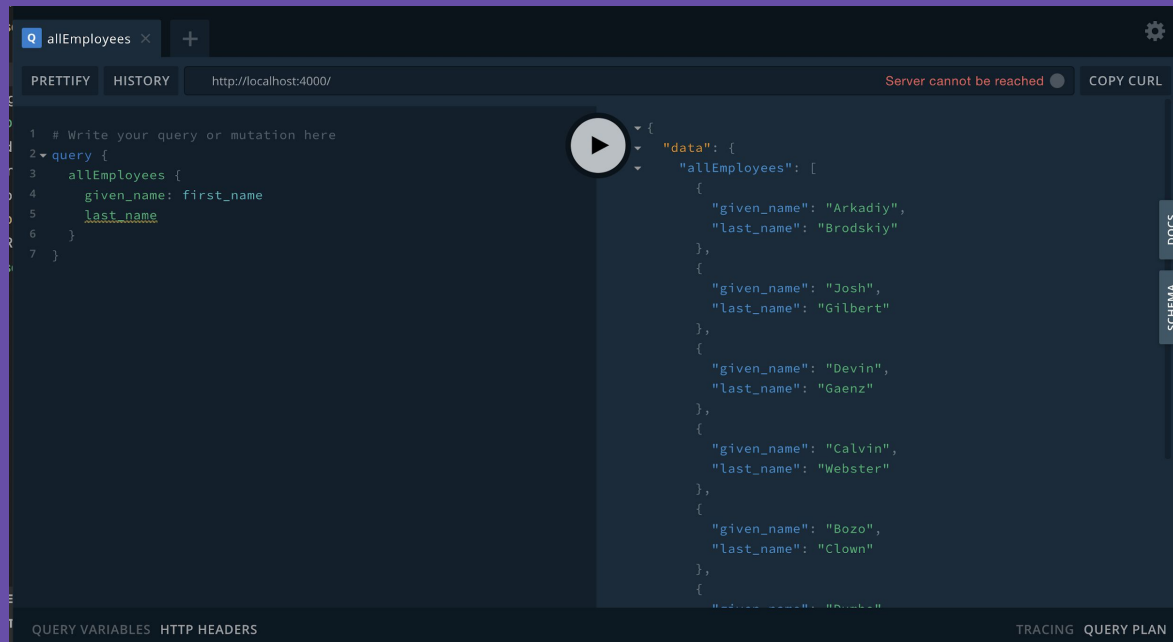 Q allEmployees
PRETTIFY HISTORY http://localhost:4000/ Server cannot be reached COPY CURL
1 # Write your query or mutation here
2 query {
3 allEmployees {
4 given_name: first_name
5 last_name
6 }
7 }
{
"data": {
"allEmployees": [
{
"given_name": "Arkadiy",
"last_name": "Brodskiy"
},
{
"given_name": "Josh",
"last_name": "Gilbert"
},
{
"given_name": "Devin",
"last_name": "Gaenz"
},
{
"given_name": "Calvin",
"last_name": "Webster"
},
{
"given_name": "Bozo",
"last_name": "Clown"
},
{
DOCS
SCHEMA
QUERY VARIABLES HTTP HEADERS TRACING QUERY PLAN